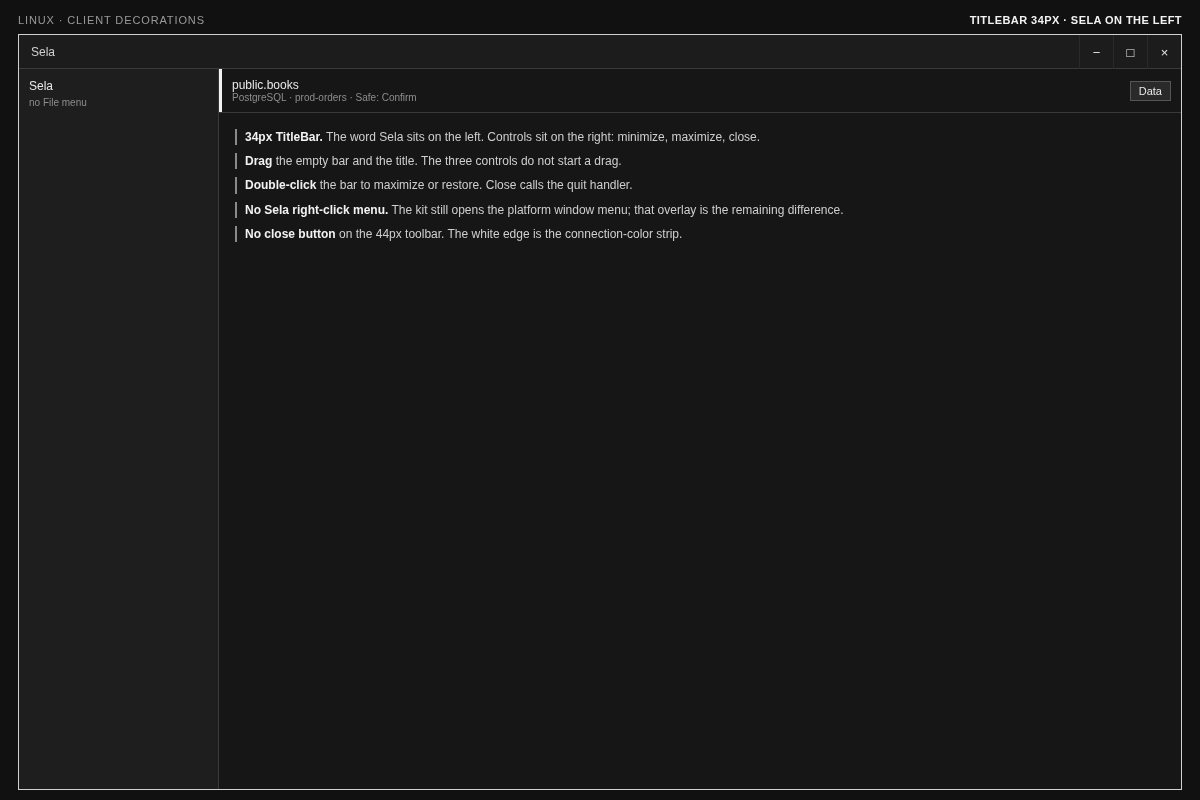 LINUX · CLIENT DECORATIONS
TITLEBAR 34PX · SELA ON THE LEFT
Sela
− □ ×
Sela
no File menu
public.books
PostgreSQL · prod-orders · Safe: Confirm
Data
34px TitleBar. The word Sela sits on the left. Controls sit on the right: minimize, maximize, close.
Drag the empty bar and the title. The three controls do not start a drag.
Double-click the bar to maximize or restore. Close calls the quit handler.
No Sela right-click menu. The kit still opens the platform window menu; that overlay is the remaining difference.
No close button on the 44px toolbar. The white edge is the connection-color strip.